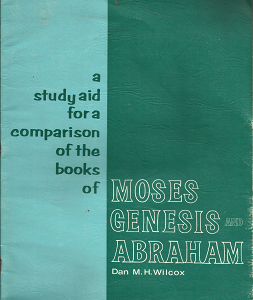 a
study aid
for a
comparison
of the
books
of
MOSES
GENESIS AND
ABRAHAM
Dan M.H.Wilcox